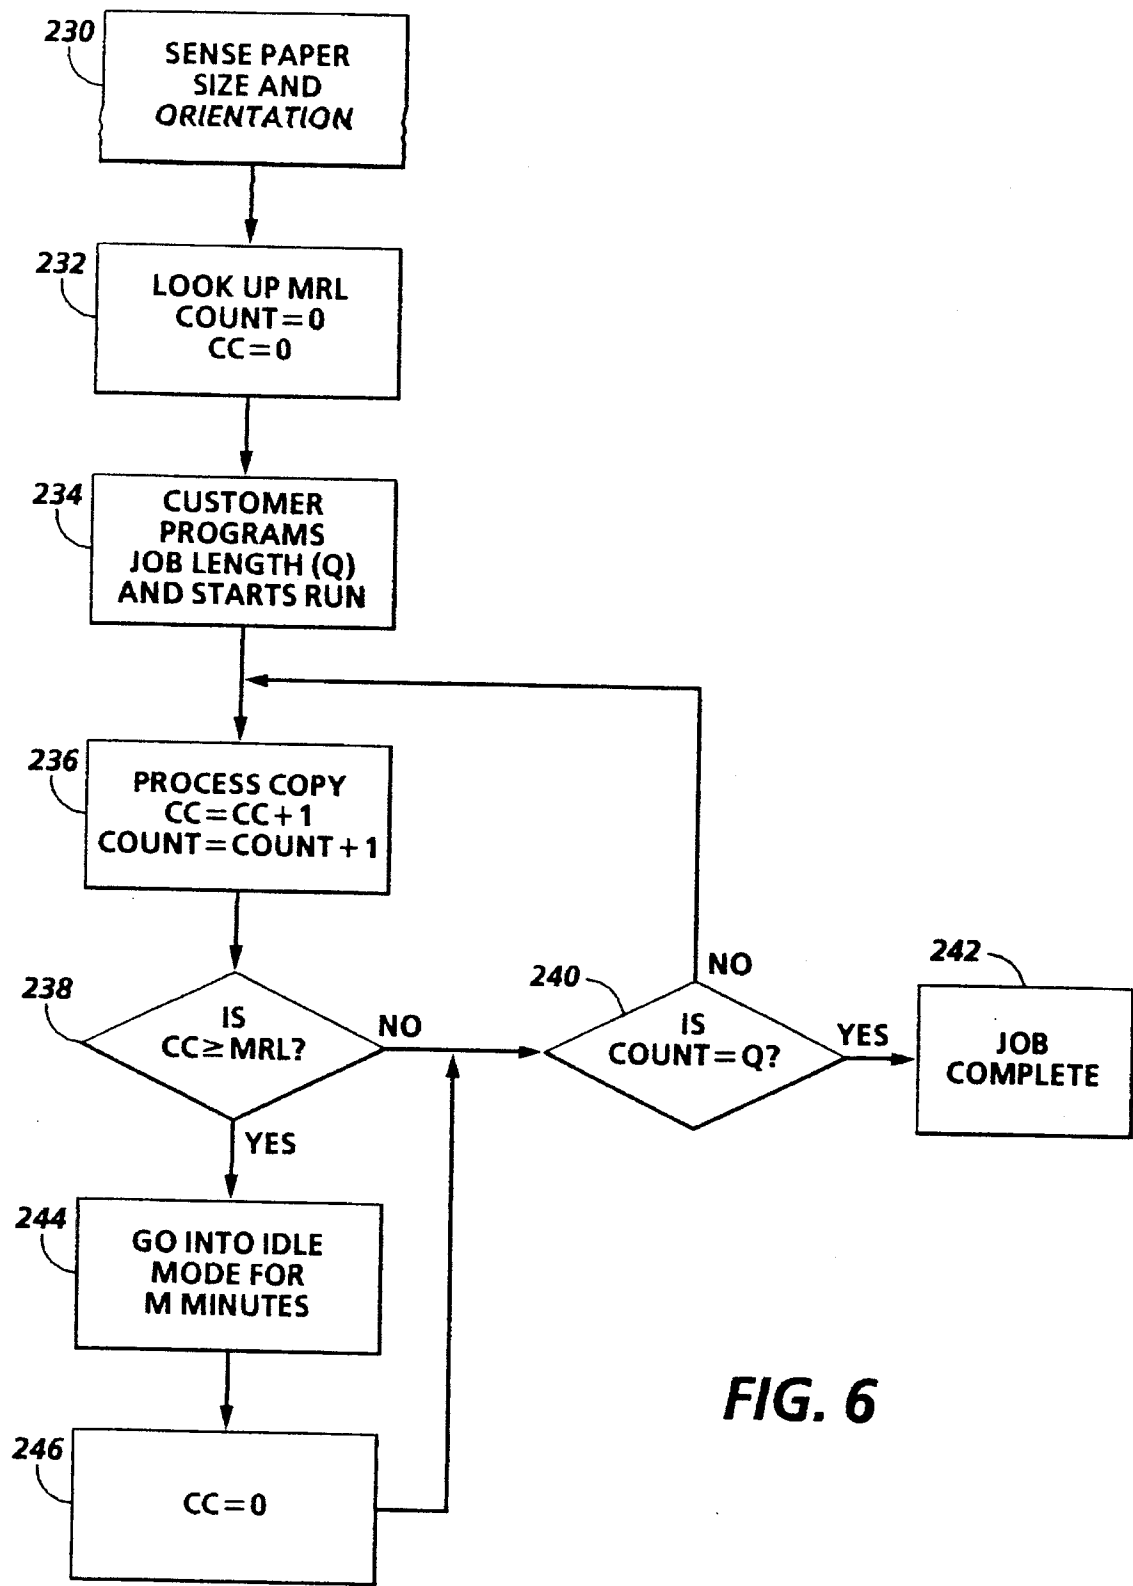 230
SENSE PAPER
SIZE AND
ORIENTATION
232
LOOK UP MRL
COUNT=0
CC=0
234
CUSTOMER
PROGRAMS
JOB LENGTH (Q)
AND STARTS RUN
236
PROCESS COPY
CC=CC+1
COUNT=COUNT+1
238
IS
CC≥MRL?
NO
YES
240
IS
COUNT=Q?
NO
YES
242
JOB
COMPLETE
244
GO INTO IDLE
MODE FOR
M MINUTES
246
CC=0
FIG. 6